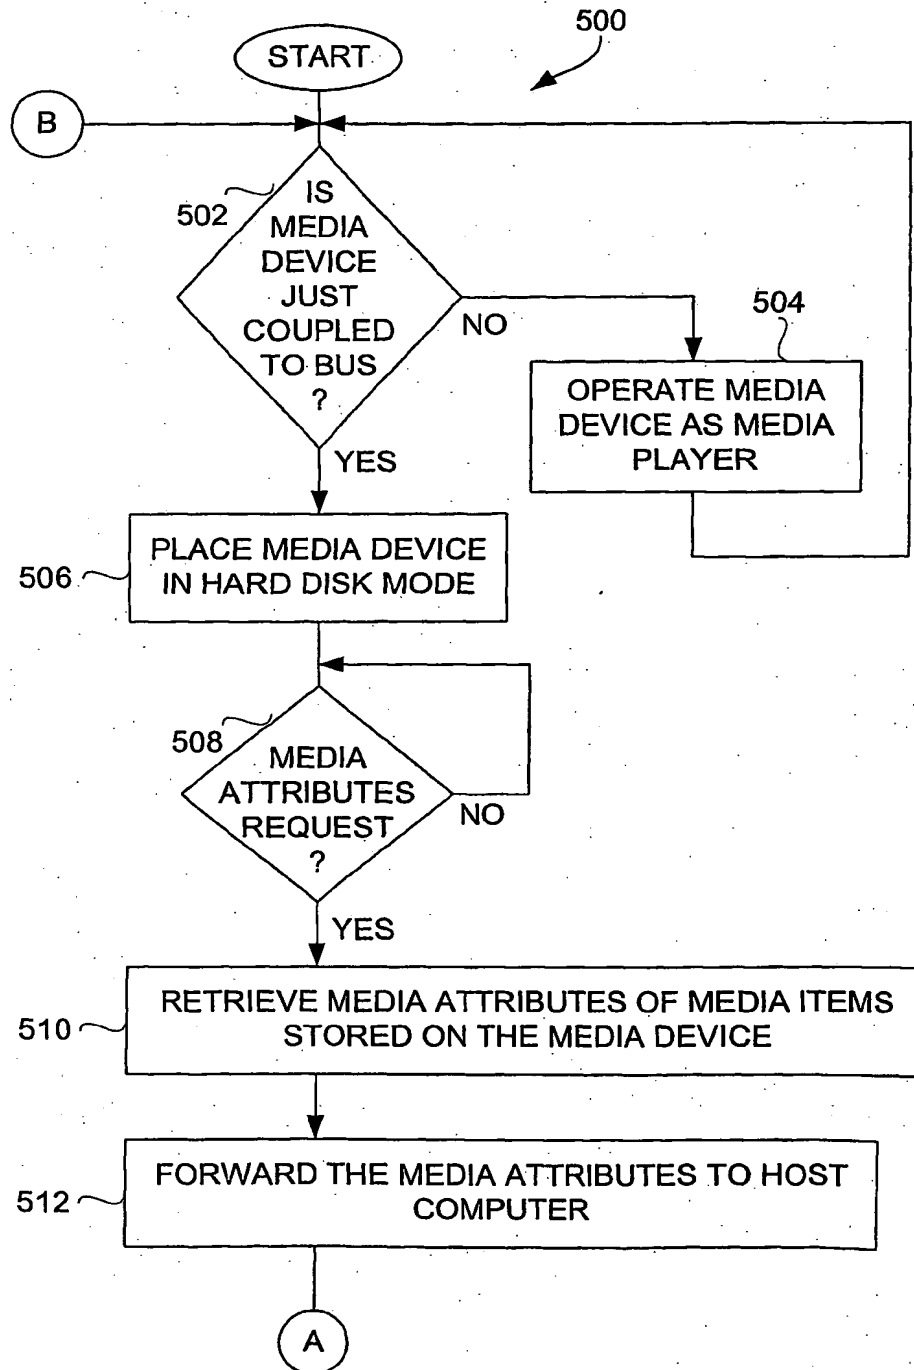 500
START
B
502
IS
MEDIA
DEVICE
JUST
COUPLED
TO BUS
?
NO
504
OPERATE MEDIA
DEVICE AS MEDIA
PLAYER
YES
506
PLACE MEDIA DEVICE
IN HARD DISK MODE
508
MEDIA
ATTRIBUTES
REQUEST
?
NO
YES
510
RETRIEVE MEDIA ATTRIBUTES OF MEDIA ITEMS
STORED ON THE MEDIA DEVICE
512
FORWARD THE MEDIA ATTRIBUTES TO HOST
COMPUTER
A